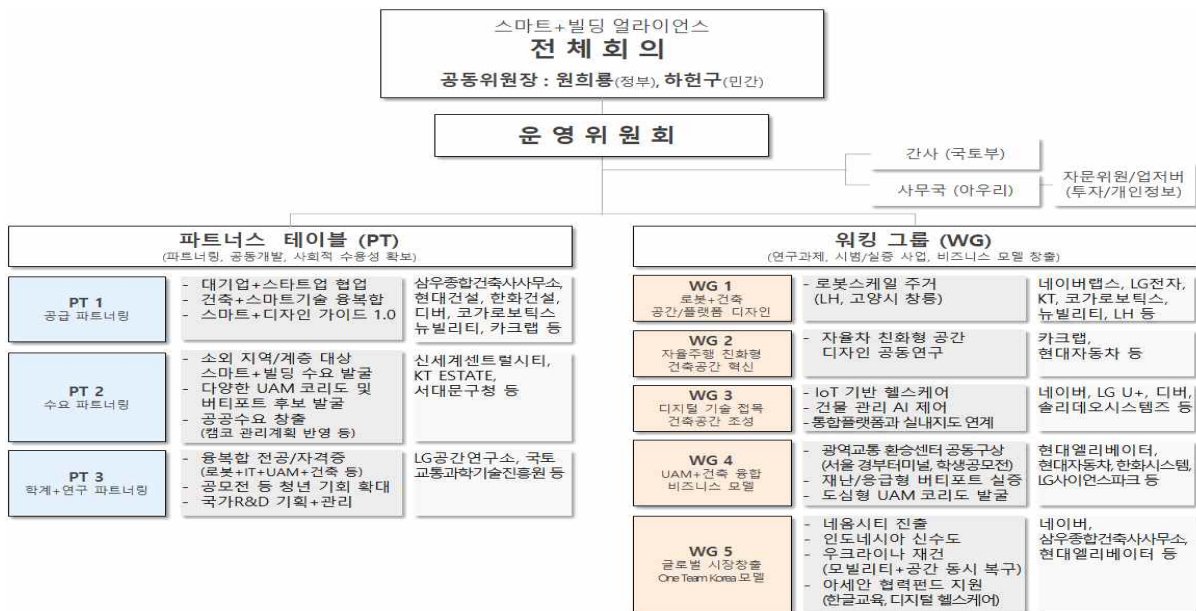 스마트+빌딩 얼라이언스
전체회의
공동위원장 : 원희룡(정부), 하헌구(민간)
운영위원회
간사 (국토부)
사무국 (아우리)
자문위원/업저버
(투자/개인정보)
파트너스 테이블 (PT)
(파트너링, 공동개발, 사회적 수용성 확보)
PT 1
공급 파트너링
- 대기업+스타트업 협업
- 건축+스마트기술 융복합
- 스마트+디자인 가이드 1.0
삼우종합건축사사무소,
현대건설, 한화건설,
디버, 코가로보틱스
뉴빌리티, 카크랩 등
PT 2
수요 파트너링
- 소외 지역/계층 대상
스마트+빌딩 수요 발굴
- 다양한 UAM 코리도 및
버티포트 후보 발굴
- 공공수요 창출
(캠코 관리계획 반영 등)
신세계센트럴시티,
KT ESTATE,
서대문구청 등
PT 3
학계+연구 파트너링
- 융복합 전공/자격증
(로봇+IT+UAM+건축 등)
- 공모전 등 청년 기회 확대
- 국가R&D 기획+관리
LG공간연구소, 국토
교통과학기술진흥원 등
워킹 그룹 (WG)
(연구과제, 시범/실증 사업, 비즈니스 모델 창출)
WG 1
로봇+건축
공간/플랫폼 디자인
- 로봇스케일 주거
(LH, 고양시 창릉)
네이버랩스, LG전자,
KT, 코가로보틱스,
뉴빌리티, LH 등
WG 2
자율주행 친화형
건축공간 혁신
- 자율차 친화형 공간
디자인 공동연구
카크랩,
현대자동차 등
WG 3
디지털 기술 접목
건축공간 조성
- IoT 기반 헬스케어
- 건물 관리 AI 제어
- 통합플랫폼과 실내지도 연계
네이버, LG U+, 디버,
솔리데오시스템즈 등
WG 4
UAM+건축 융합
비즈니스 모델
- 광역교통 환승센터 공동구상
(서울 경부터미널, 학생공모전)
- 재난/응급형 버티포트 실증
- 도심형 UAM 코리도 발굴
현대엘리베이터,
현대자동차, 한화시스템,
LG사이언스파크 등
WG 5
글로벌 시장창출
One Team Korea 모델
- 네옴시티 진출
- 인도네시아 신수도
- 우크라이나 재건
(모빌리티+공간 동시 복구)
- 아세안 협력펀드 지원
(한글교육, 디지털 헬스케어)
네이버,
삼우종합건축사사무소,
현대엘리베이터 등